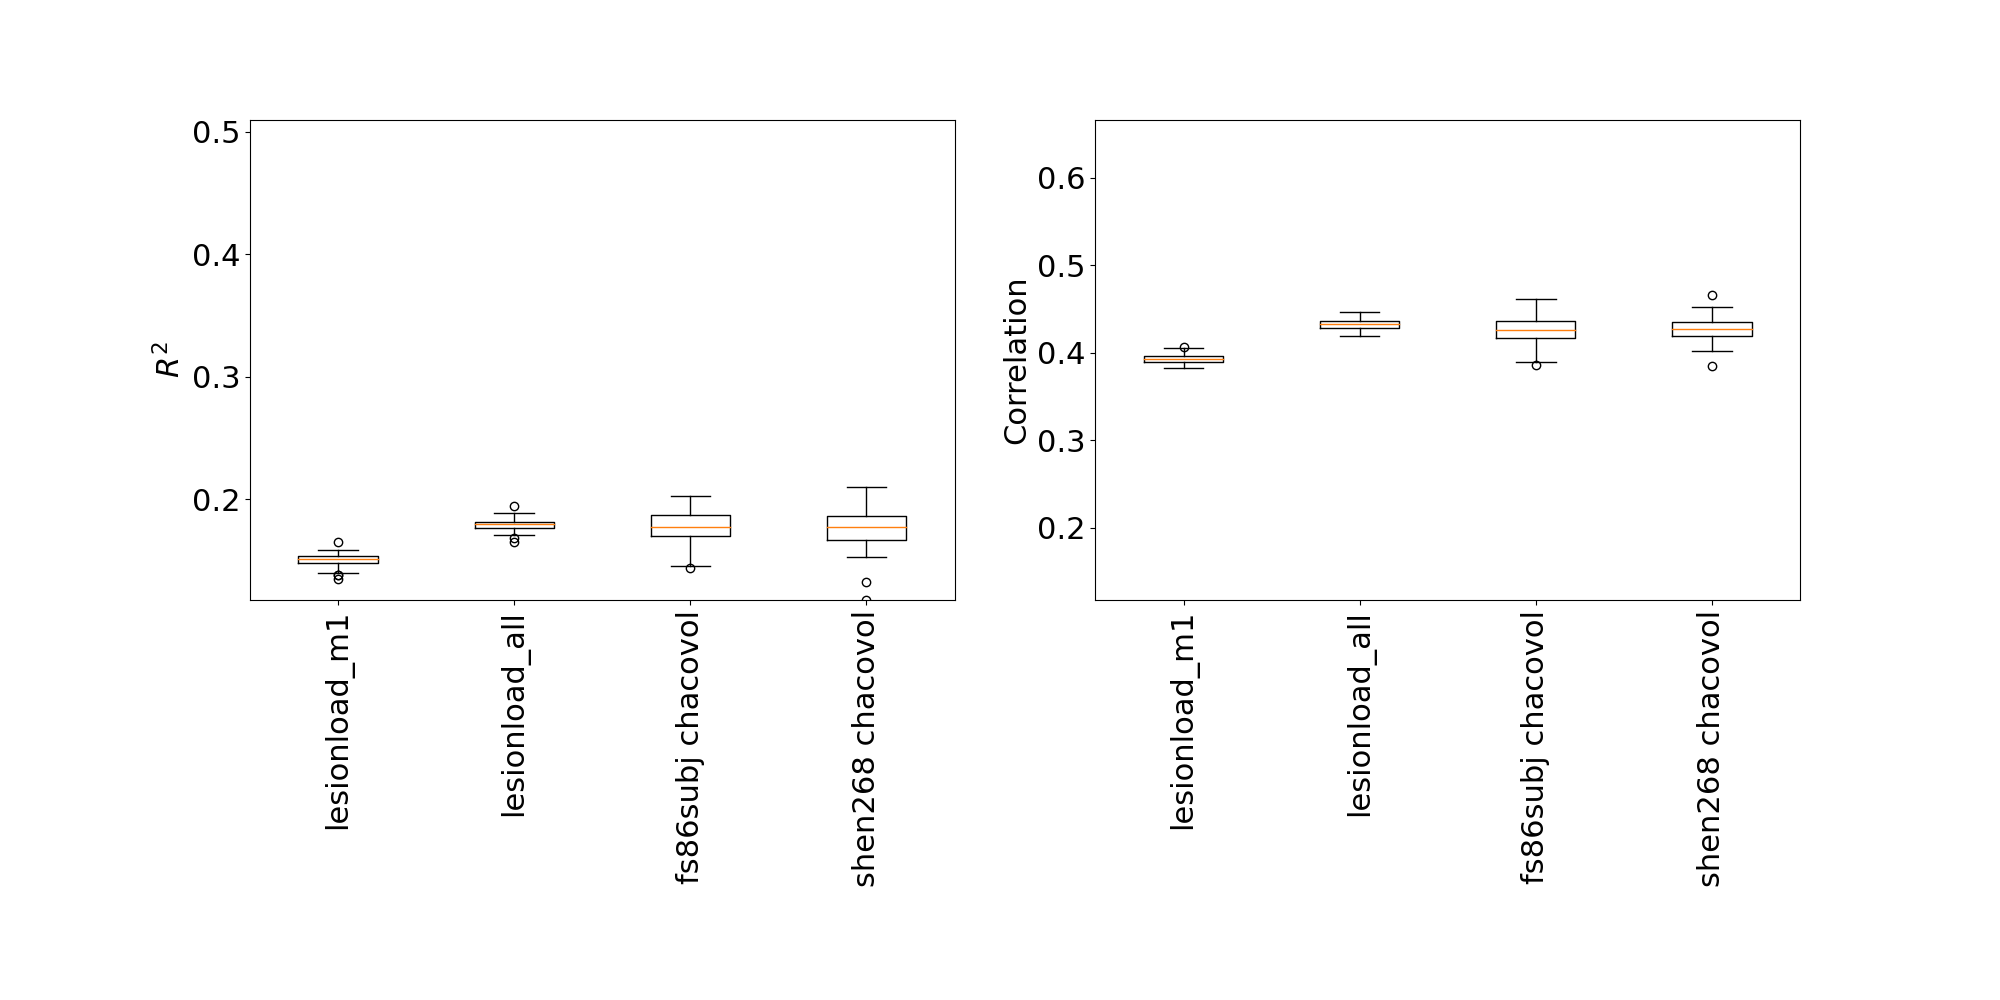 0.5
0.4
0.3
0.2
R²
lesionload_m1
lesionload_all
fs86subj chacovol
shen268 chacovol
0.6
0.5
0.4
0.3
0.2
Correlation
lesionload_m1
lesionload_all
fs86subj chacovol
shen268 chacovol